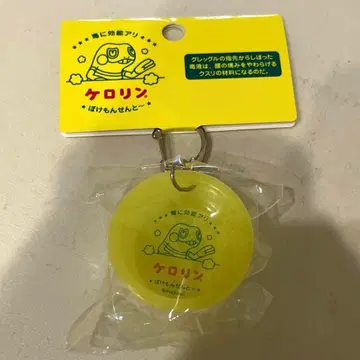 毒に効能アリ
ケロリン
ぽけもんせんと～
グレッグルの指先からしぼった
毒液は、腰の痛みをやわらげる
クスリの材料になるのだ。
毒に効能アリ
ケロリン
ぽけもんせんと～